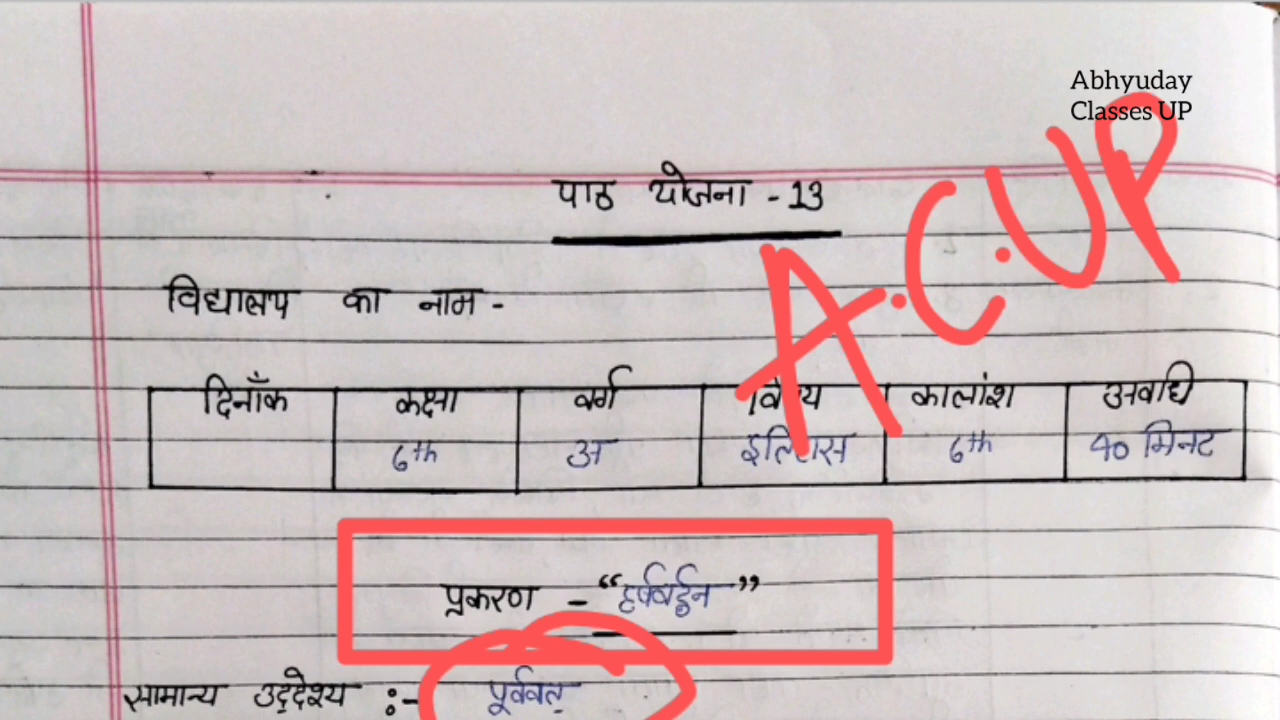 Abhyuday
Classes UP
A.C.UP
पाठ योजना - 13
विद्यालय का नाम -
दिनाँक कक्षा वर्ग विषय कालांश अवधि
6th अ इतिहास 6th 40 मिनट
प्रकरण - “हर्षवर्द्धन”
सामान्य उद्देश्य :- पूर्ववत्